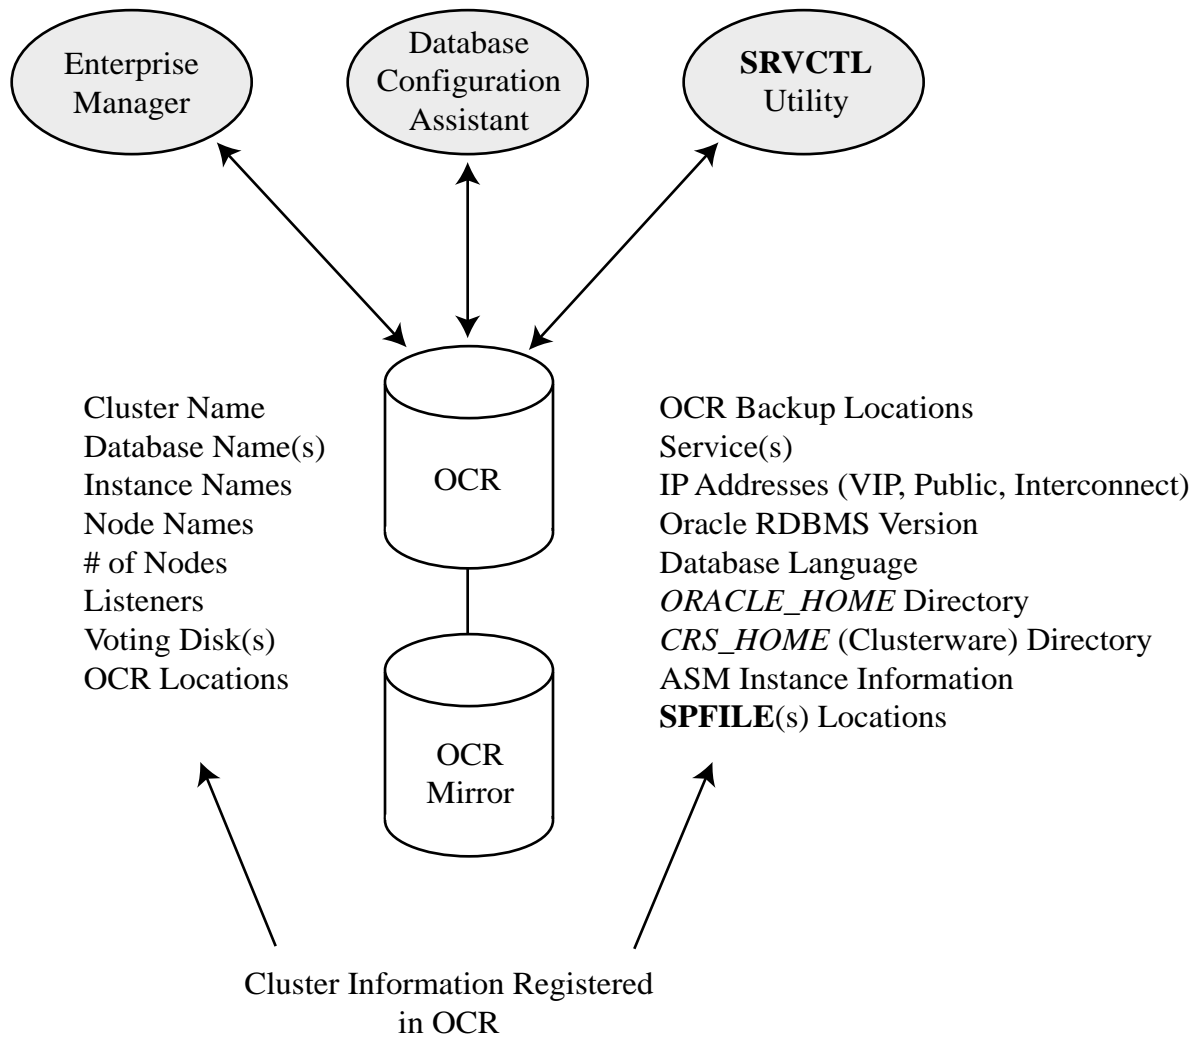 Enterprise
Manager
Database
Configuration
Assistant
SRVCTL
Utility
Cluster Name
Database Name(s)
Instance Names
Node Names
# of Nodes
Listeners
Voting Disk(s)
OCR Locations
OCR
OCR
Mirror
OCR Backup Locations
Service(s)
IP Addresses (VIP, Public, Interconnect)
Oracle RDBMS Version
Database Language
ORACLE_HOME Directory
CRS_HOME (Clusterware) Directory
ASM Instance Information
SPFILE(s) Locations
Cluster Information Registered
in OCR